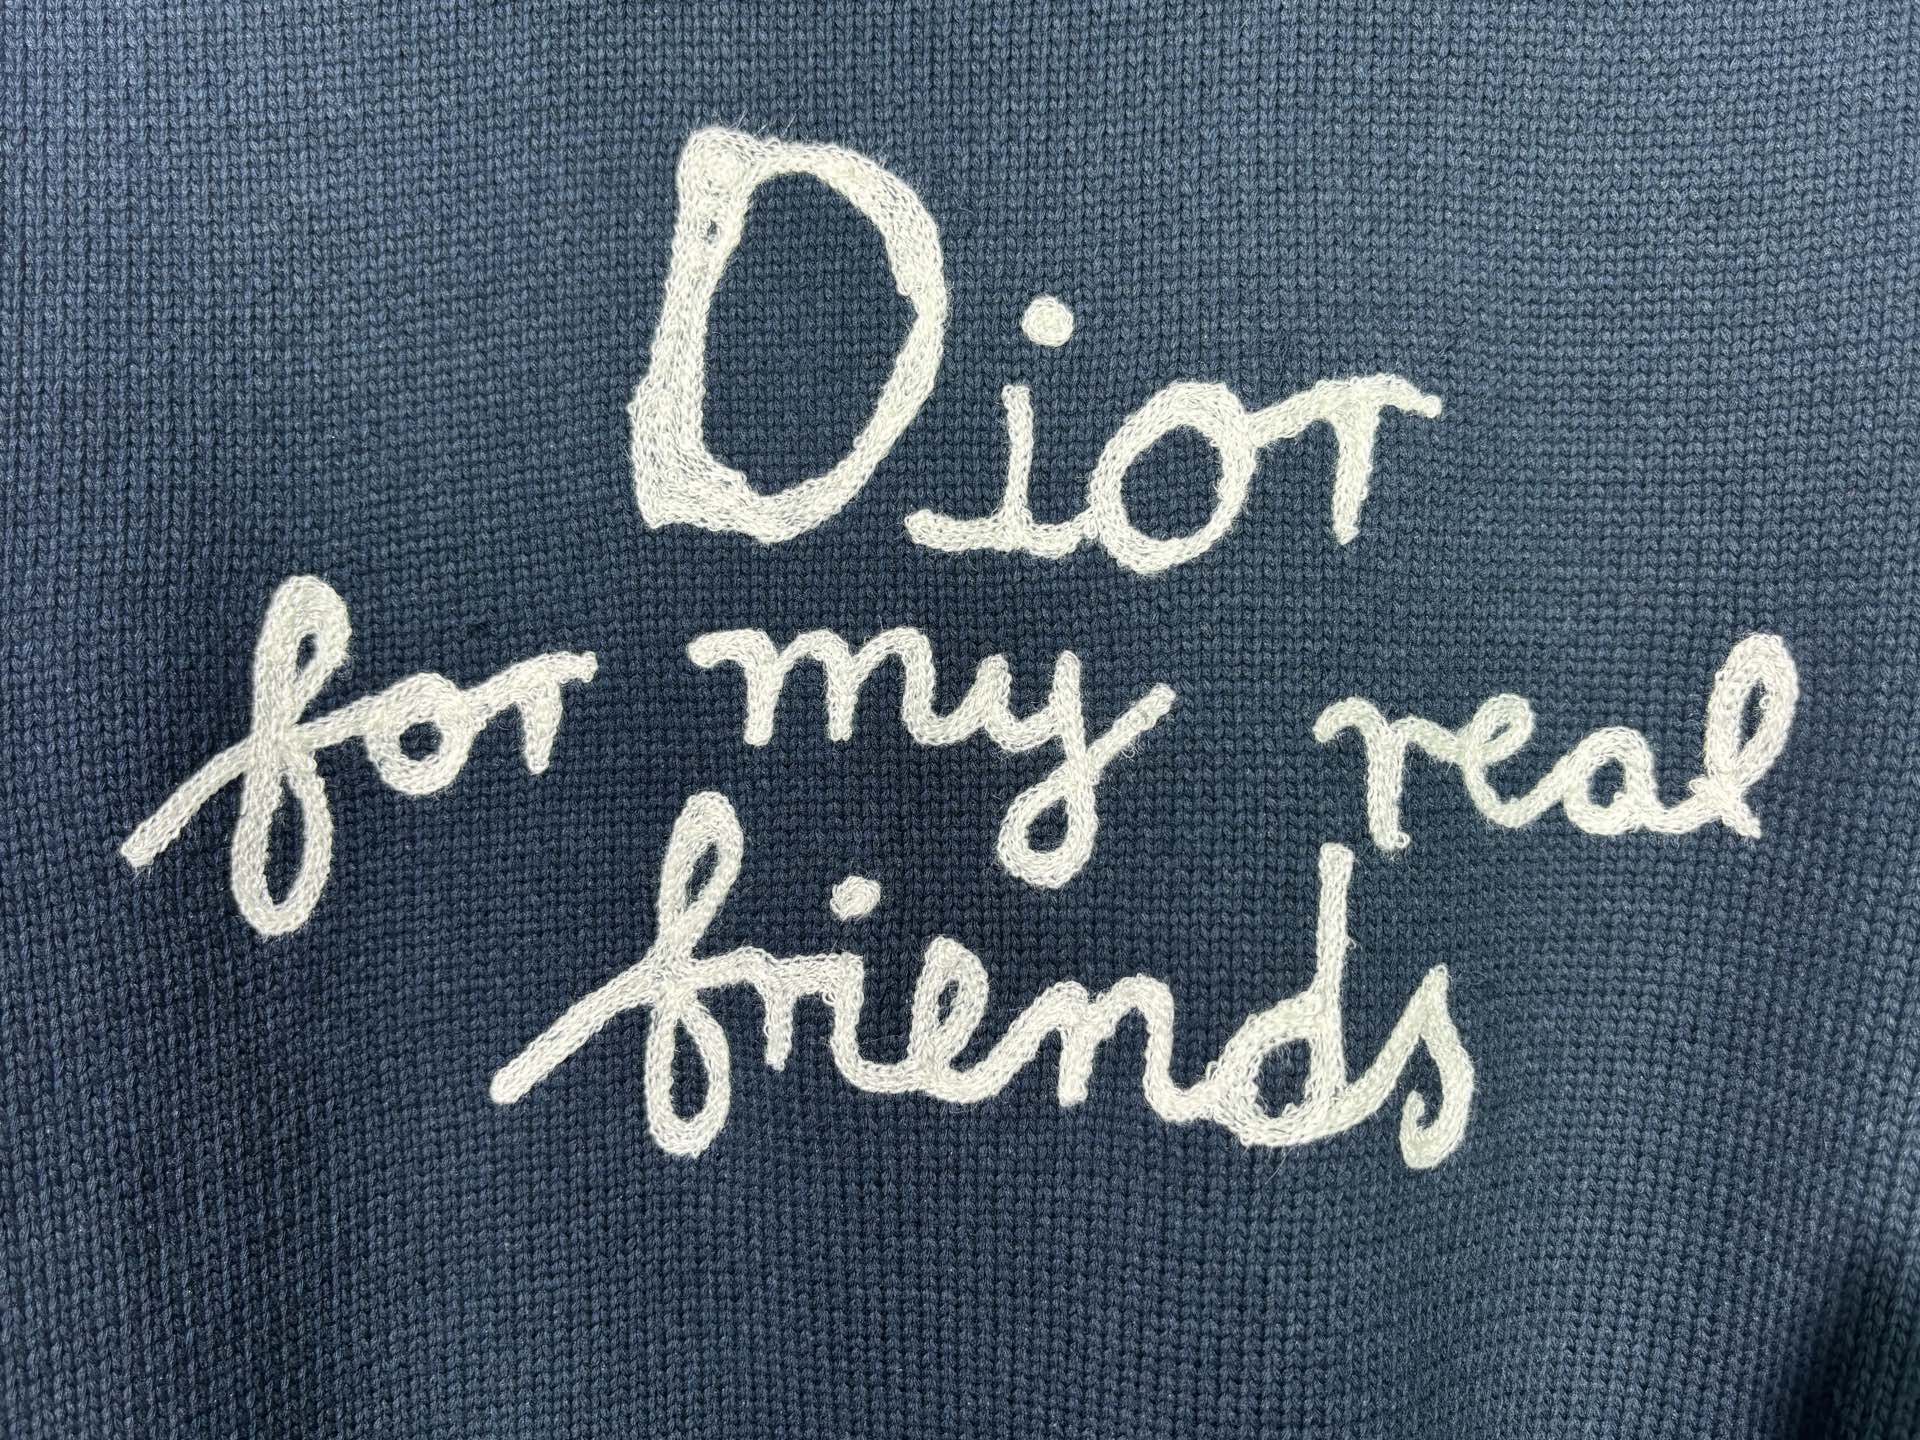 Dior
for my real
friends